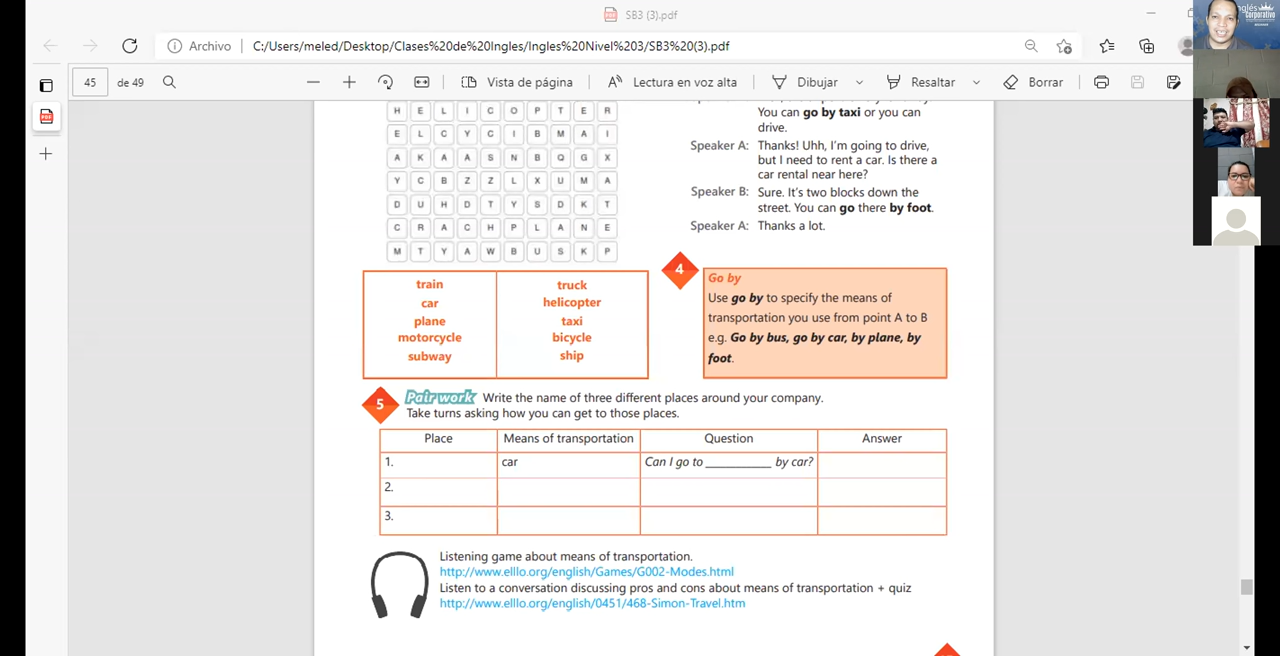 SB3 (3).pdf
Archivo
C:/Users/meled/Desktop/Clases%20de%20Ingles/Ingles%20Nivel%203/SB3%20(3).pdf
45 de 49
Vista de página
Lectura en voz alta
Dibujar
Resaltar
Borrar
Inglés
Corporativo
H E L I C O P T E R
E L C Y C I B M A I
A K A A S N B Q G X
Y C B Z Z L X U M A
D U H D T Y S D K T
C R A C H P L A N E
M T Y A W B U S K P
You can go by taxi or you can
drive.
Speaker A: Thanks! Uhh, I'm going to drive,
but I need to rent a car. Is there a
car rental near here?
Speaker B: Sure. It's two blocks down the
street. You can go there by foot.
Speaker A: Thanks a lot.
train
car
plane
motorcycle
subway
truck
helicopter
taxi
bicycle
ship
4
Go by
Use go by to specify the means of
transportation you use from point A to B
e.g. Go by bus, go by car, by plane, by
foot.
5
Pair work Write the name of three different places around your company.
Take turns asking how you can get to those places.
Place Means of transportation Question Answer
1. car Can I go to __________ by car?
2.
3.
Listening game about means of transportation.
http://www.elllo.org/english/Games/G002-Modes.html
Listen to a conversation discussing pros and cons about means of transportation + quiz
http://www.elllo.org/english/0451/468-Simon-Travel.htm